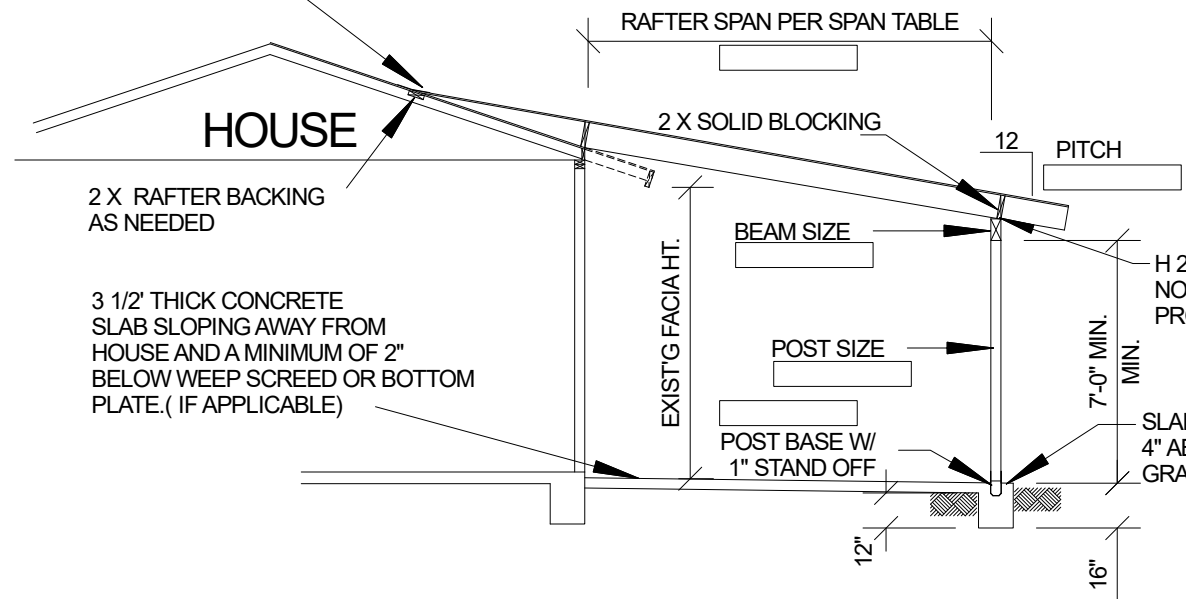 RAFTER SPAN PER SPAN TABLE
HOUSE
2 X SOLID BLOCKING
12
PITCH
2 X RAFTER BACKING
AS NEEDED
BEAM SIZE
EXIST'G FACIA HT.
H 2
NO
PRO
3 1/2' THICK CONCRETE
SLAB SLOPING AWAY FROM
HOUSE AND A MINIMUM OF 2"
BELOW WEEP SCREED OR BOTTOM
PLATE.( IF APPLICABLE)
POST SIZE
7'-0" MIN.
MIN.
POST BASE W/
1" STAND OFF
SLAB
4" AB
GRA
12"
16"